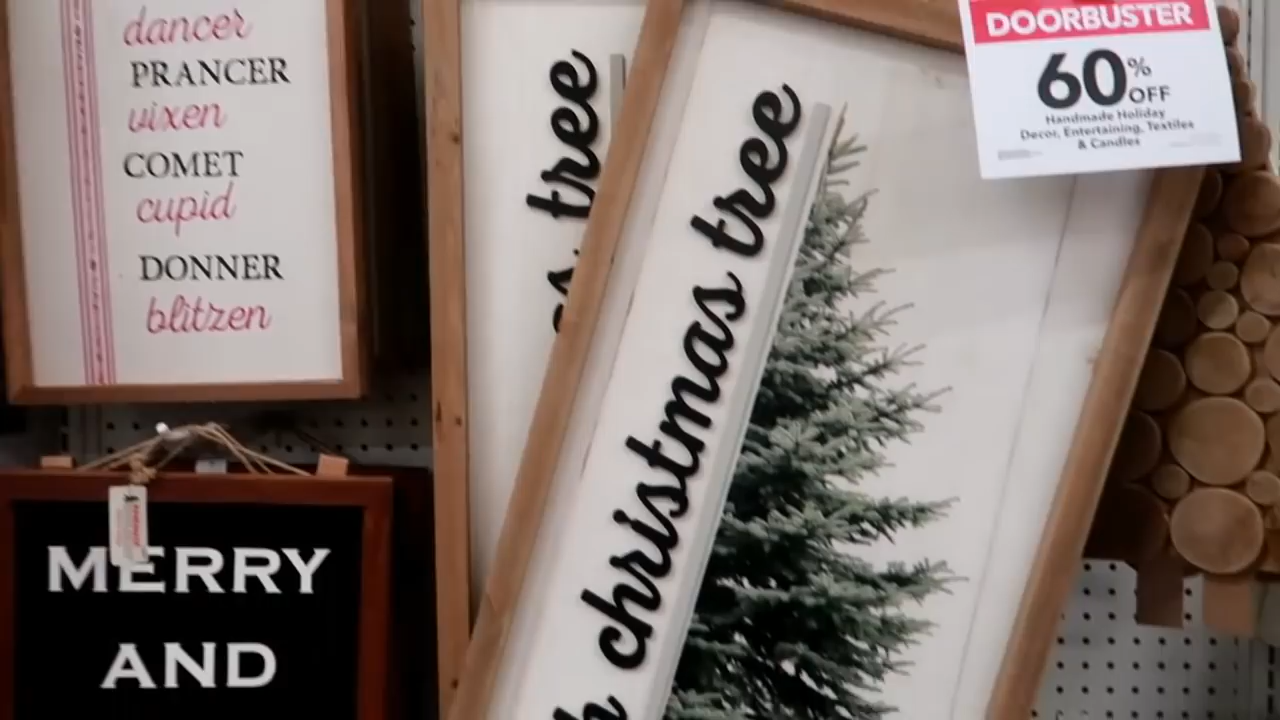 dancer
PRANCER
vixen
COMET
cupid
DONNER
blitzen
MERRY
AND
as tree
h christmas tree
DOORBUSTER
60% OFF
Handmade Holiday
Decor, Entertaining, Textiles
& Candles